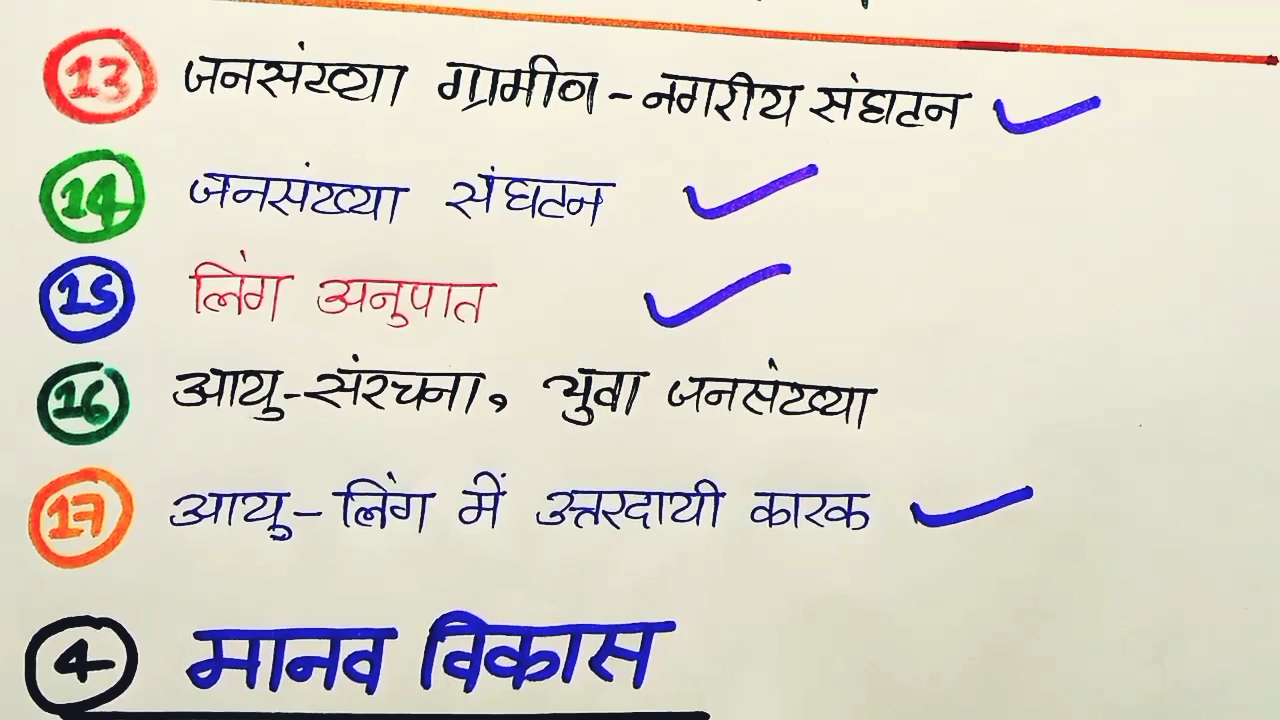 13 जनसंख्या ग्रामीण-नगरीय संघटन
14 जनसंख्या संघटन
15 लिंग अनुपात
16 आयु-संरचना, युवा जनसंख्या
17 आयु-लिंग में उत्तरदायी कारक
4 मानव विकास